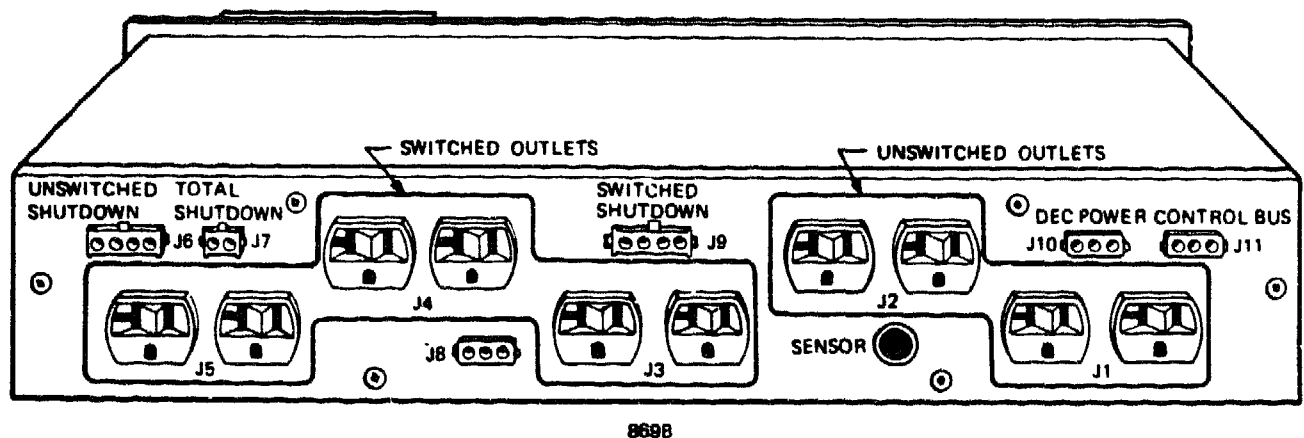 SWITCHED OUTLETS
UNSWITCHED OUTLETS
UNSWITCHED SHUTDOWN
TOTAL SHUTDOWN
SWITCHED SHUTDOWN
DEC POWER CONTROL BUS
J6
J7
J9
J10
J11
J4
J2
J8
SENSOR
J5
J3
J1
869B